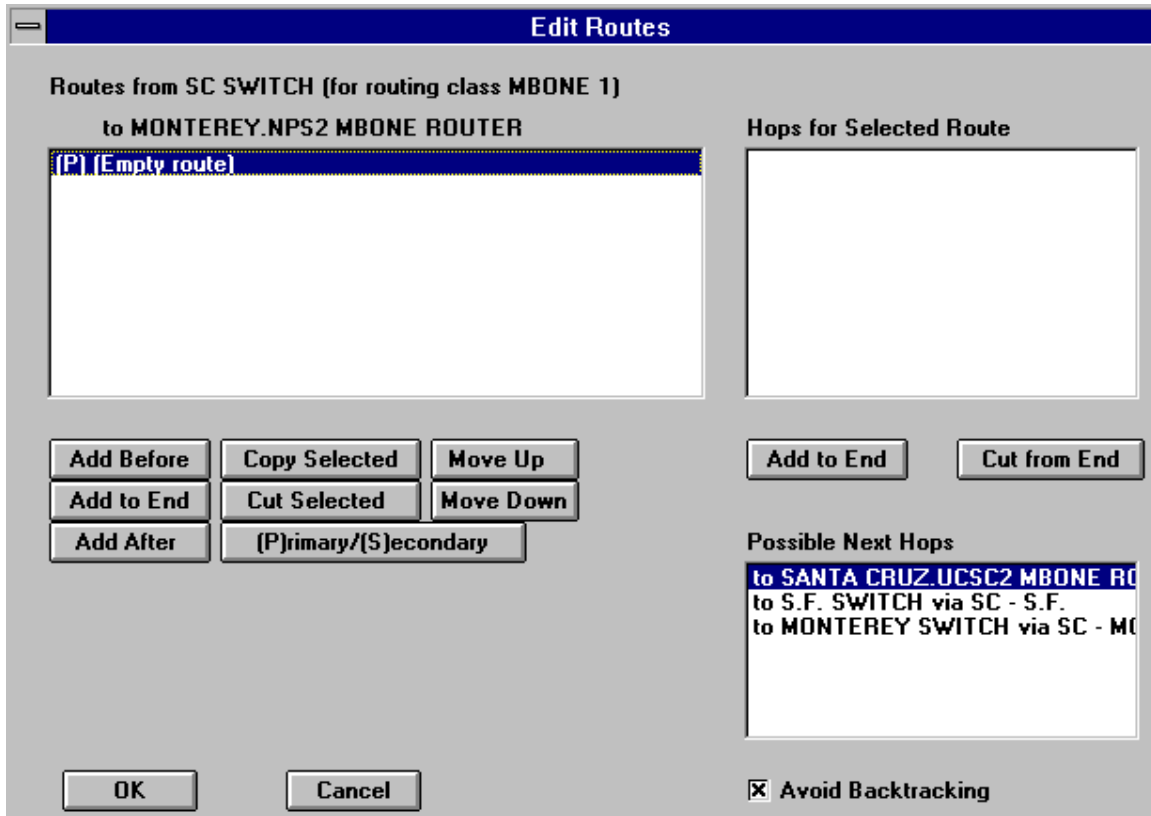 Edit Routes
Routes from SC SWITCH (for routing class MBONE 1)
to MONTEREY.NPS2 MBONE ROUTER
Hops for Selected Route
(P) (Empty route)
Add Before
Copy Selected
Move Up
Add to End
Cut from End
Add to End
Cut Selected
Move Down
Add After
(P)rimary/(S)econdary
Possible Next Hops
to SANTA CRUZ.UCSC2 MBONE RO
to S.F. SWITCH via SC - S.F.
to MONTEREY SWITCH via SC - MO
OK
Cancel
Avoid Backtracking